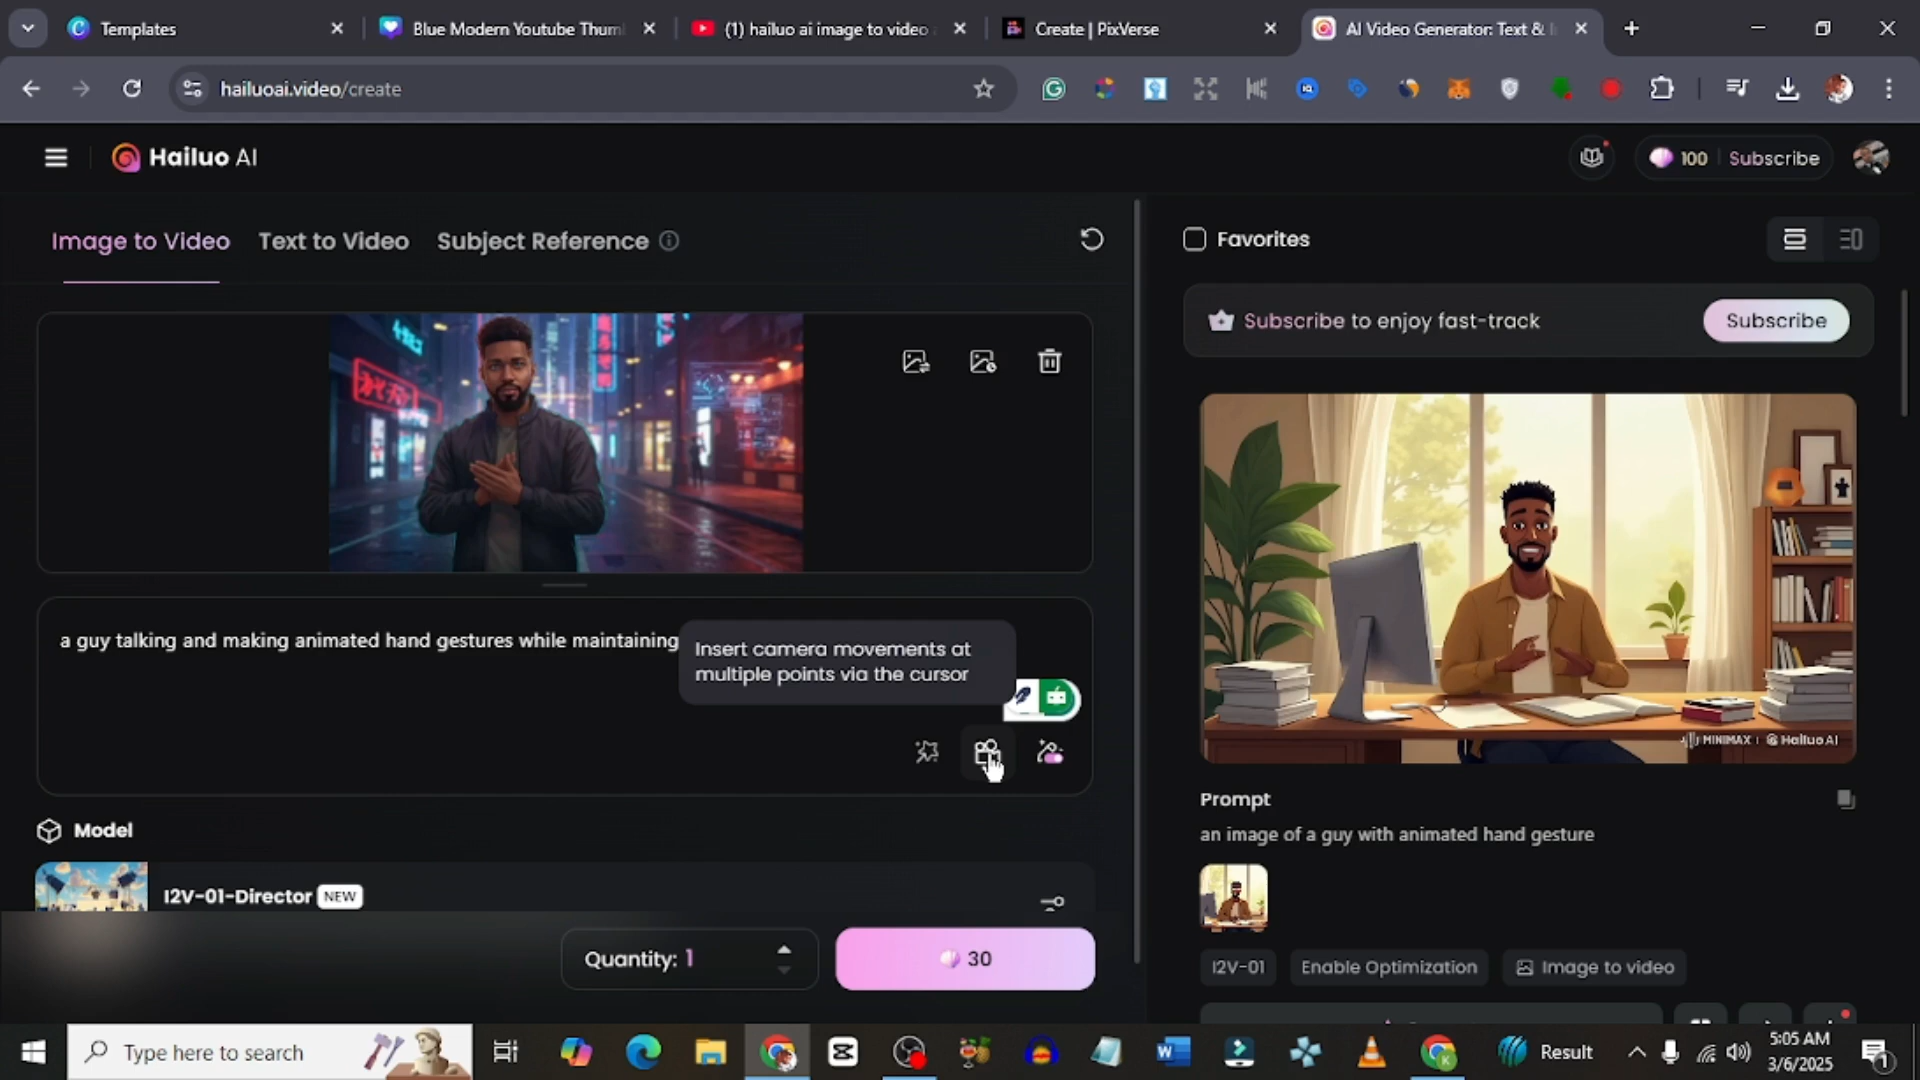 Templates
Blue Modern Youtube Thum
(1) hailuo ai image to video
Create | PixVerse
AI Video Generator: Text & I
hailuoai.video/create
Hailuo AI
100 Subscribe
Image to Video Text to Video Subject Reference
Favorites
Subscribe to enjoy fast-track
Subscribe
a guy talking and making animated hand gestures while maintaining
Insert camera movements at
multiple points via the cursor
MINIMAX | Hailuo AI
Prompt
an image of a guy with animated hand gesture
Model
I2V-01-Director NEW
Quantity: 1
30
I2V-01 Enable Optimization Image to video
Type here to search
Result
5:05 AM
3/6/2025
1